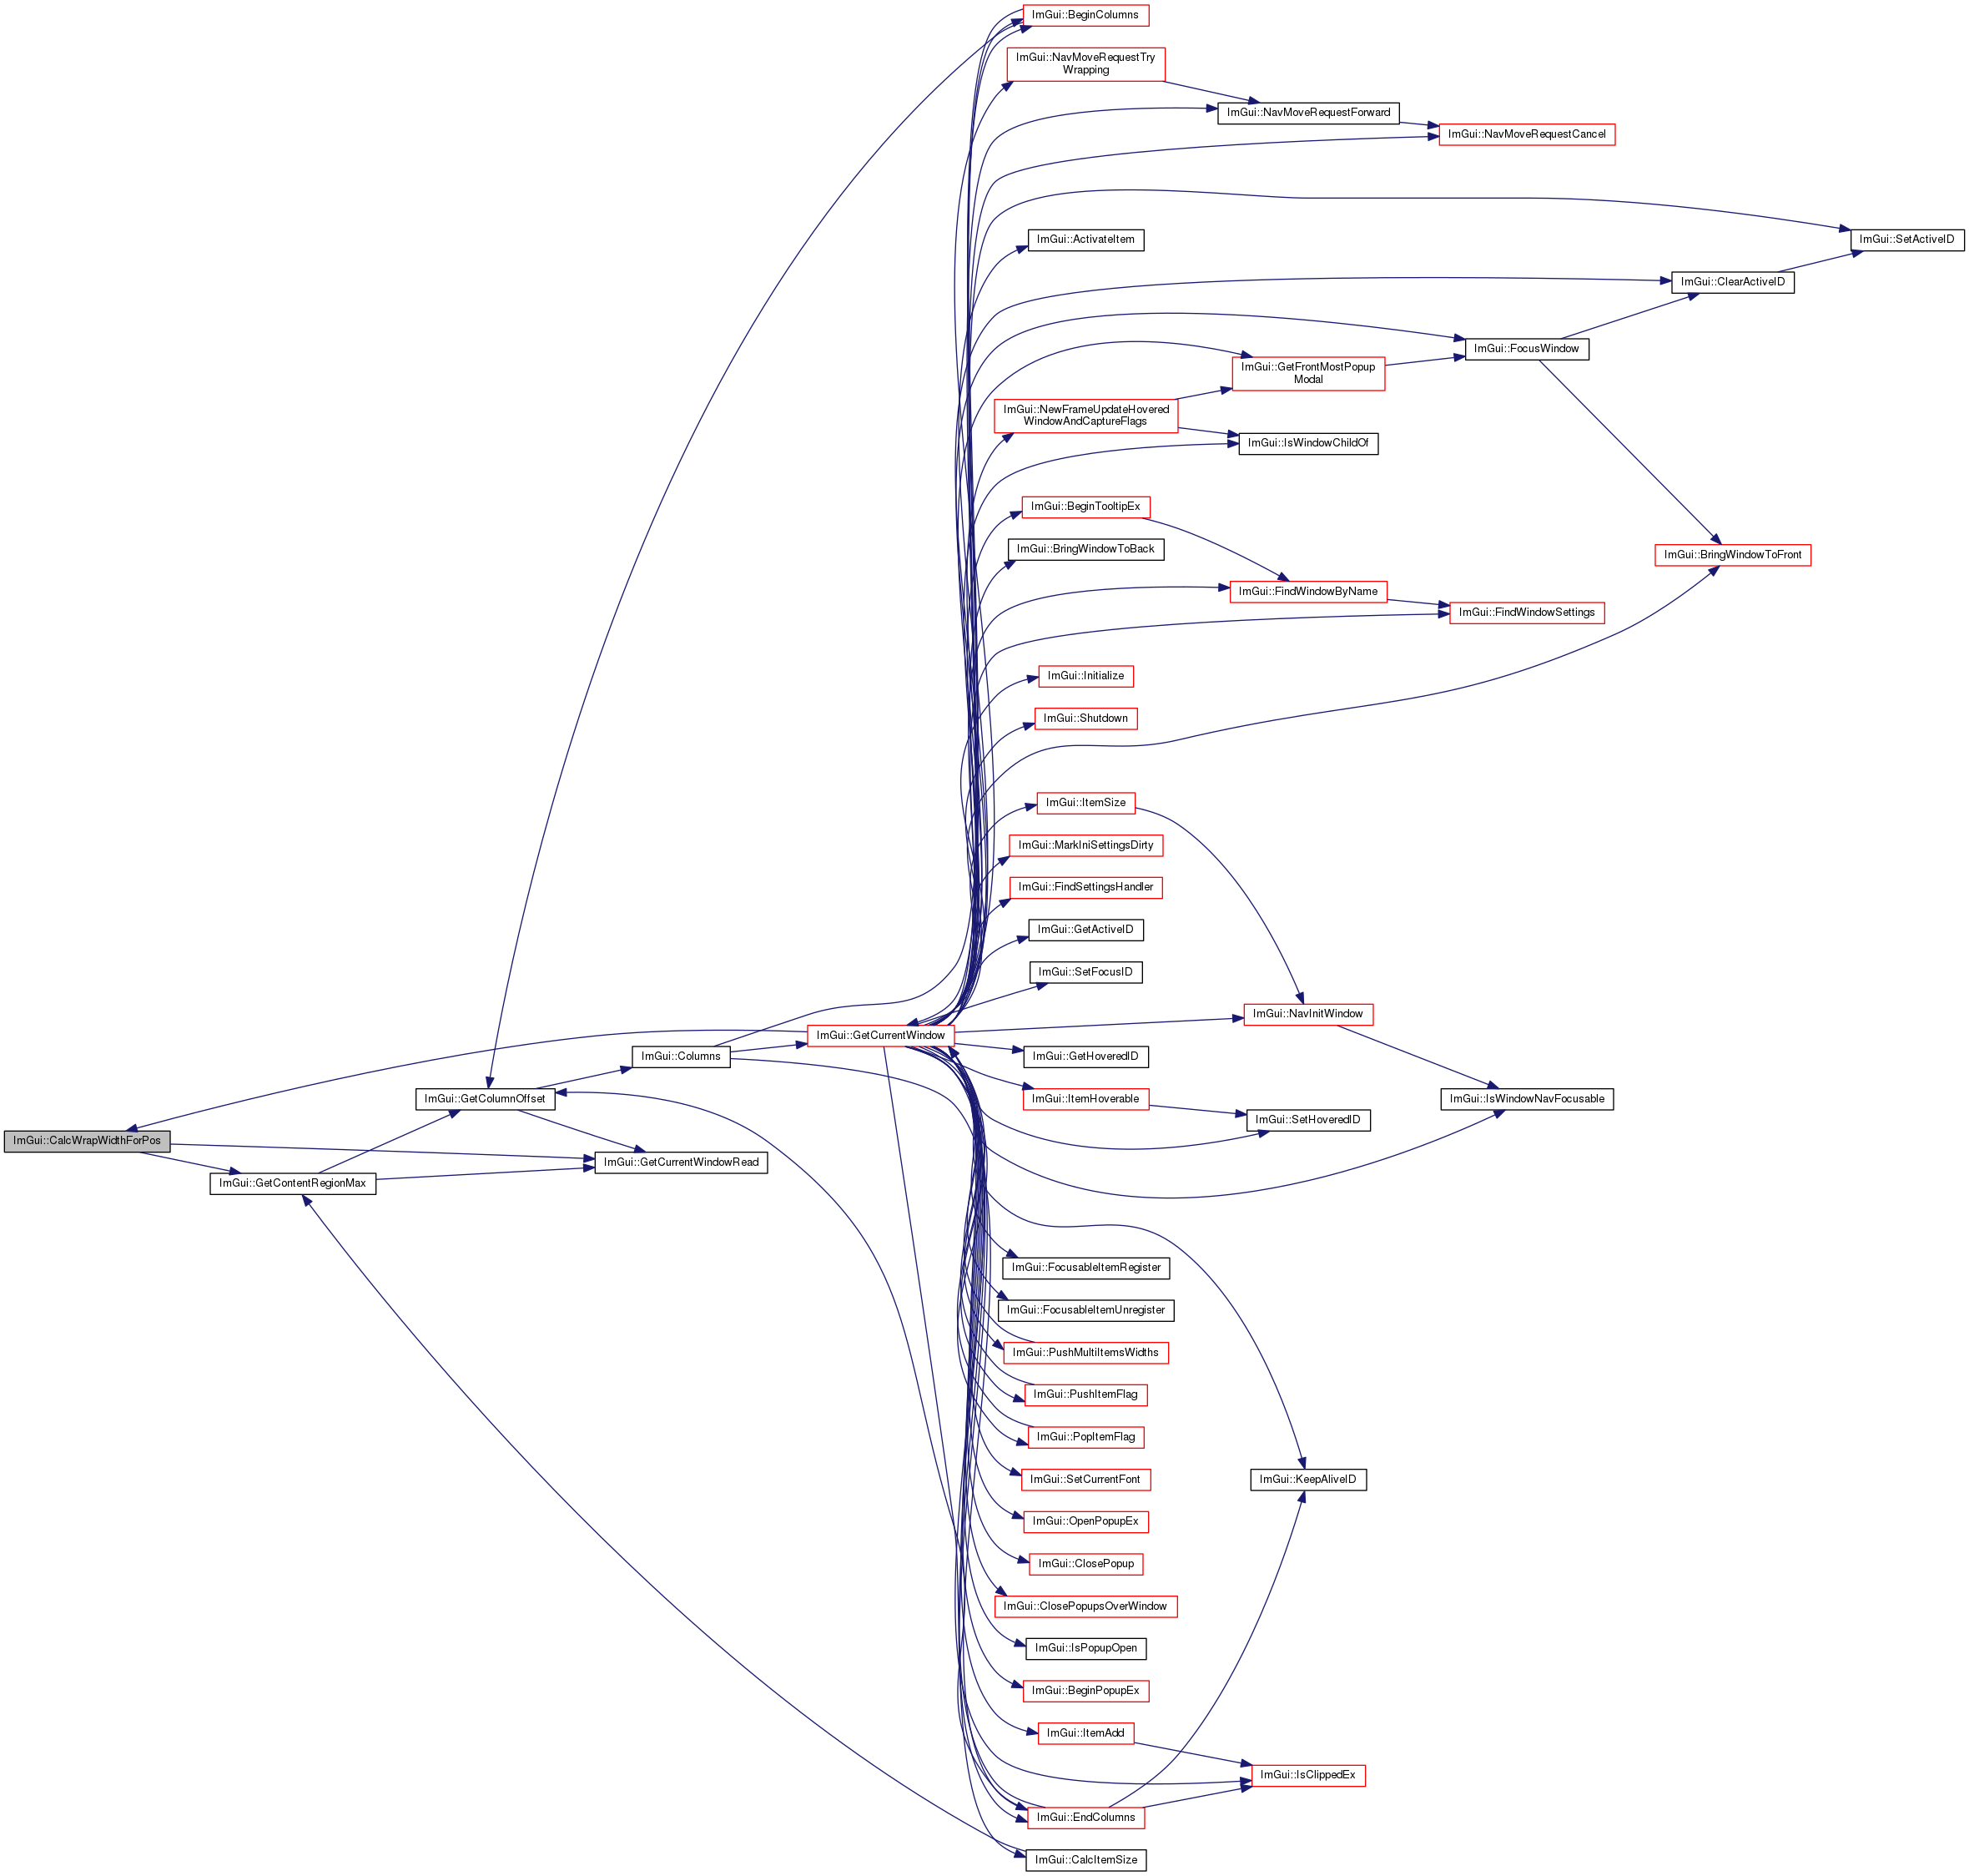 ImGui::BeginColumns
ImGui::NavMoveRequestTry
Wrapping
ImGui::NavMoveRequestForward
ImGui::NavMoveRequestCancel
ImGui::ActivateItem
ImGui::SetActiveID
ImGui::ClearActiveID
ImGui::FocusWindow
ImGui::GetFrontMostPopup
Modal
ImGui::NewFrameUpdateHovered
WindowAndCaptureFlags
ImGui::IsWindowChildOf
ImGui::BeginTooltipEx
ImGui::BringWindowToBack
ImGui::BringWindowToFront
ImGui::FindWindowByName
ImGui::FindWindowSettings
ImGui::Initialize
ImGui::Shutdown
ImGui::ItemSize
ImGui::MarkIniSettingsDirty
ImGui::FindSettingsHandler
ImGui::GetActiveID
ImGui::SetFocusID
ImGui::NavInitWindow
ImGui::GetCurrentWindow
ImGui::Columns
ImGui::GetHoveredID
ImGui::GetColumnOffset
ImGui::ItemHoverable
ImGui::IsWindowNavFocusable
ImGui::SetHoveredID
ImGui::CalcWrapWidthForPos
ImGui::GetCurrentWindowRead
ImGui::GetContentRegionMax
ImGui::FocusableItemRegister
ImGui::FocusableItemUnregister
ImGui::PushMultiItemsWidths
ImGui::PushItemFlag
ImGui::PopItemFlag
ImGui::SetCurrentFont
ImGui::KeepAliveID
ImGui::OpenPopupEx
ImGui::ClosePopup
ImGui::ClosePopupsOverWindow
ImGui::IsPopupOpen
ImGui::BeginPopupEx
ImGui::ItemAdd
ImGui::IsClippedEx
ImGui::EndColumns
ImGui::CalcItemSize